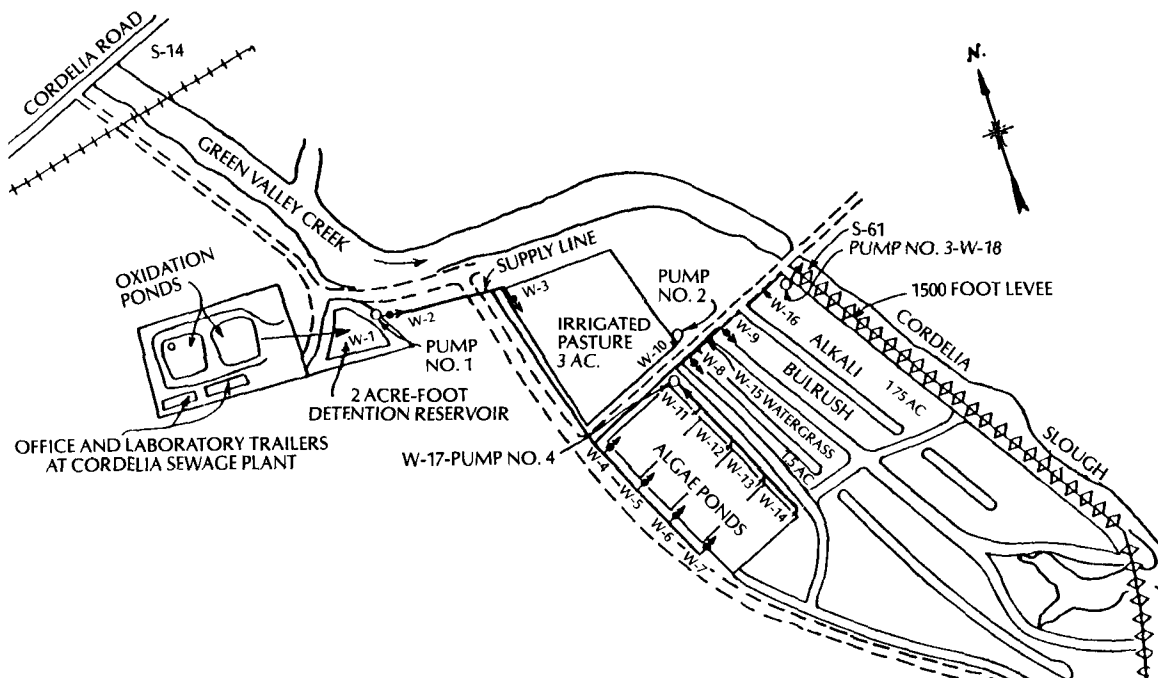 CORDELIA ROAD
S-14
N.
GREEN VALLEY CREEK
SUPPLY LINE
S-61
PUMP NO. 3-W-18
OXIDATION
PONDS
W-1
W-2
W-3
PUMP
NO. 2
1500 FOOT LEVEE
PUMP
NO. 1
IRRIGATED
PASTURE
3 AC.
W-10
W-16
W-9
W-8
W-15 WATERGRASS
1.5 AC
ALKALI
BULRUSH
175 AC
CORDELIA
SLOUGH
2 ACRE-FOOT
DETENTION RESERVOIR
OFFICE AND LABORATORY TRAILERS
AT CORDELIA SEWAGE PLANT
W-17-PUMP NO. 4
W-11
W-12
W-13
W-14
W-4
W-5
W-6
W-7
ALGAE PONDS